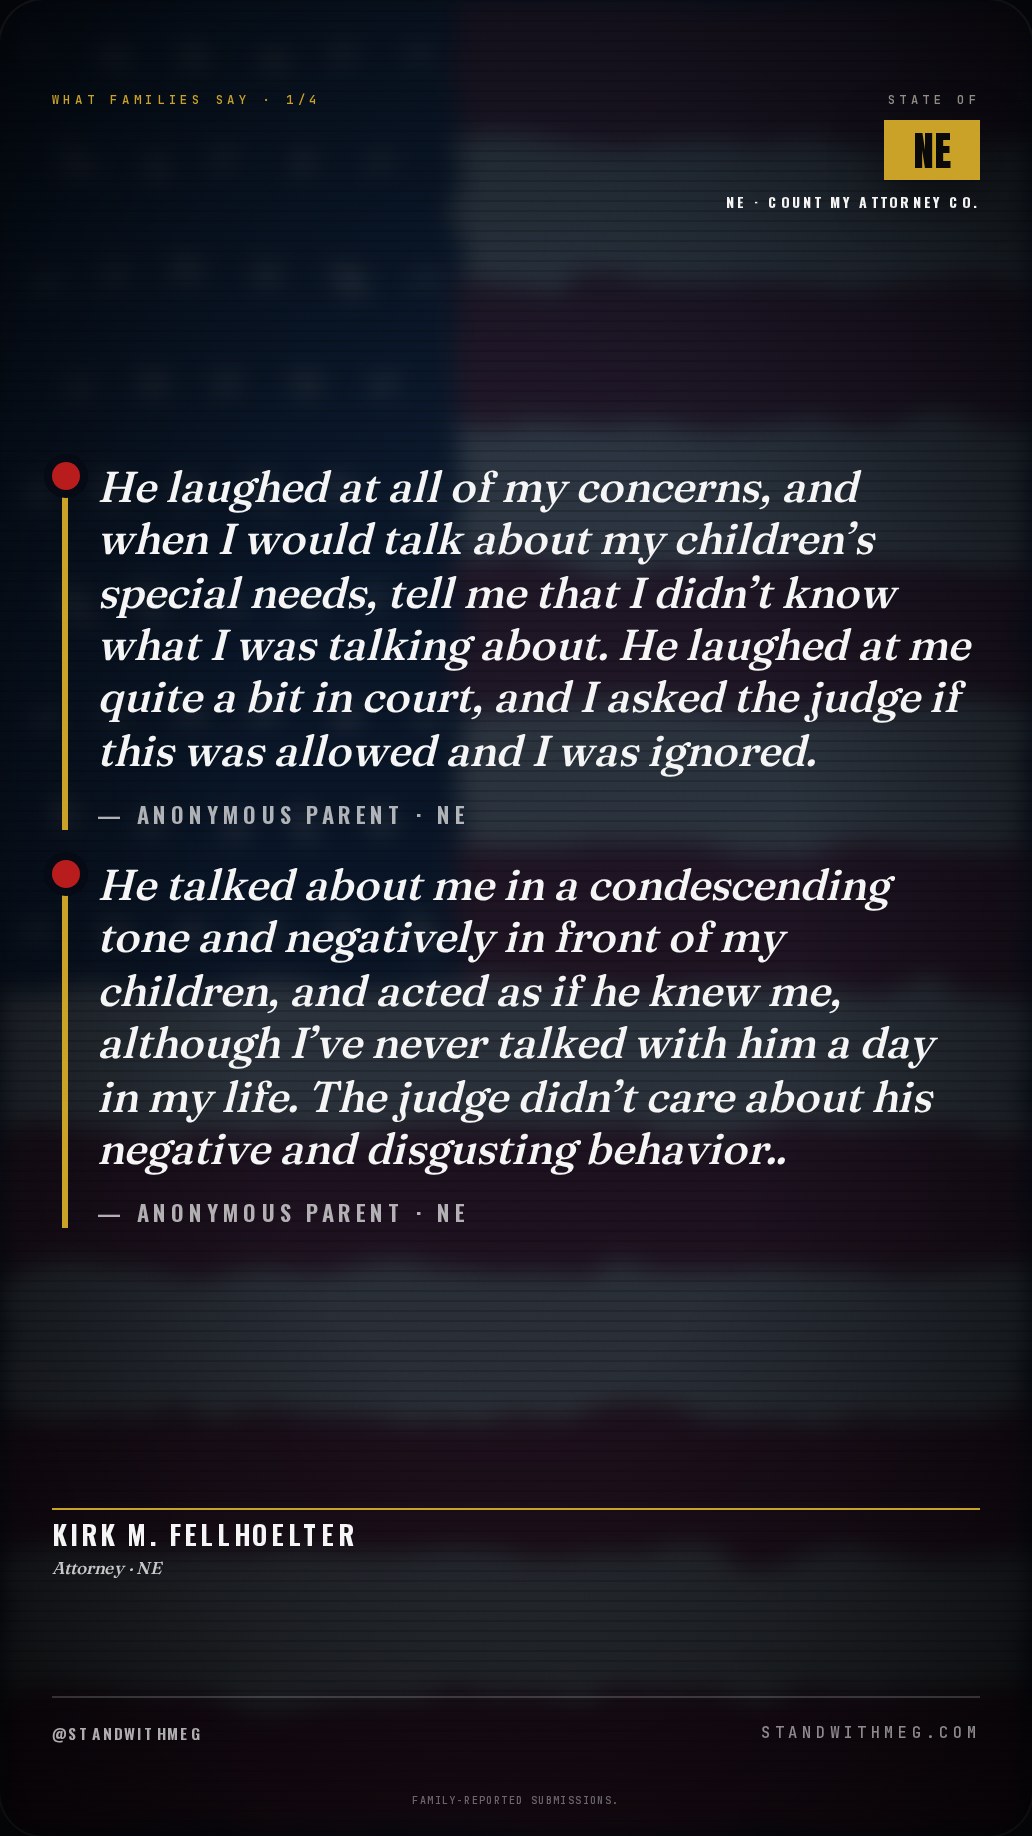 WHAT FAMILIES SAY · 1/4
STATE OF
NE
NE · COUNT MY ATTORNEY CO.
He laughed at all of my concerns, and
when I would talk about my children’s
special needs, tell me that I didn’t know
what I was talking about. He laughed at me
quite a bit in court, and I asked the judge if
this was allowed and I was ignored.
— ANONYMOUS PARENT · NE
He talked about me in a condescending
tone and negatively in front of my
children, and acted as if he knew me,
although I’ve never talked with him a day
in my life. The judge didn’t care about his
negative and disgusting behavior..
— ANONYMOUS PARENT · NE
KIRK M. FELLHOELTER
Attorney · NE
@STANDWITHMEG
STANDWITHMEG.COM
FAMILY-REPORTED SUBMISSIONS.